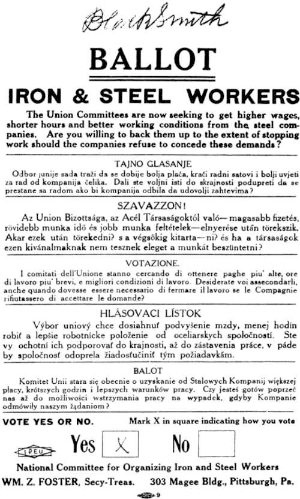 BlackSmith
BALLOT
IRON & STEEL WORKERS
The Union Committees are now seeking to get higher wages,
shorter hours and better working conditions from the steel com-
panies. Are you willing to back them up to the extent of stopping
work should the companies refuse to concede these demands?
TAJNO GLASANJE
Odbor junije sada traži da se dobije bolja plaća, kraći radni satovi i bolji uvjeti
za rad od kompanija čelika. Dali ste voljni isti do skrajnosti podupreti da se
prestane sa radom ako bi kompanija odbila da udovolji zahtevima?
SZAVAZZON!
Az Union Bizottsága, az Acél Társaságoktól való— magasabb fizetés,
rövidebb munka idő és jobb munka feltételek—elnyerése után törekszik.
Akar ezek után törekedni? s a végsőkig kitarta—ni? és ha a társaságok
ezen kívánalmaknak nem tesznek eleget a munkát beszüntetni?
VOTAZIONE.
I comitati dell'Unione stanno cercando di ottenere paghe piu' alte, ore
di lavoro piu' brevi, e migliori condizioni di lavoro. Desiderate voi assecondarli,
anche quando dovesse essere necessario di fermare il lavoro se le Compagnie
rifiutassero di accettare le domande?
HLASOVACI LÍSTOK
Výbor uniový chce dosiahnuť podvyšenie mzdy, menej hodín
robiť a lepšie robotnícke položenie od oceliarskych spoločností. Ste
vy ochotní ich podporovať do krajnosti, až do zástavenia práce, v páde
by spoločnosť odoprela žiadosťučiniť tým požiadavkám.
BALOT
Komitet Unii stara się obecnie o uzyskanie od Stalowych Kompanij większej
płacy, krótszych godzin i lepszych warunków pracy. Czy jesteś gotów poprzeć
nas aż do możliwości wstrzymania pracy na wypadek, gdyby Kompanie
odmówiły naszym żądaniom?
VOTE YES OR NO. Mark X in square indicating how you vote
Yes X No
National Committee for Organizing Iron and Steel Workers
WM. Z. FOSTER, Secy-Treas. 303 Magee Bldg., Pittsburgh, Pa.
9